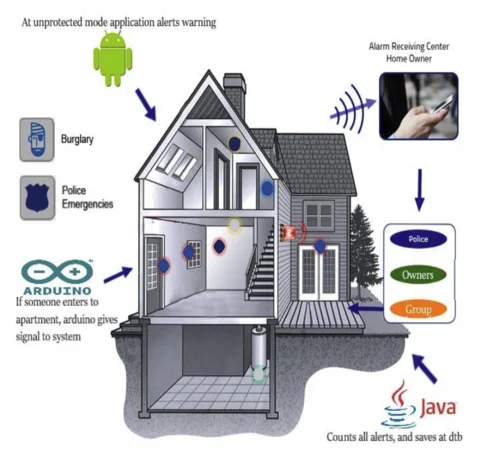 At unprotected mode application alerts warning
Alarm Receiving Center
Home Owner
Burglary
Police
Emergencies
ARDUINO
If someone enters to
apartment, arduino gives
signal to system
Police
Owners
Group
Java
Counts all alerts, and saves at dtb